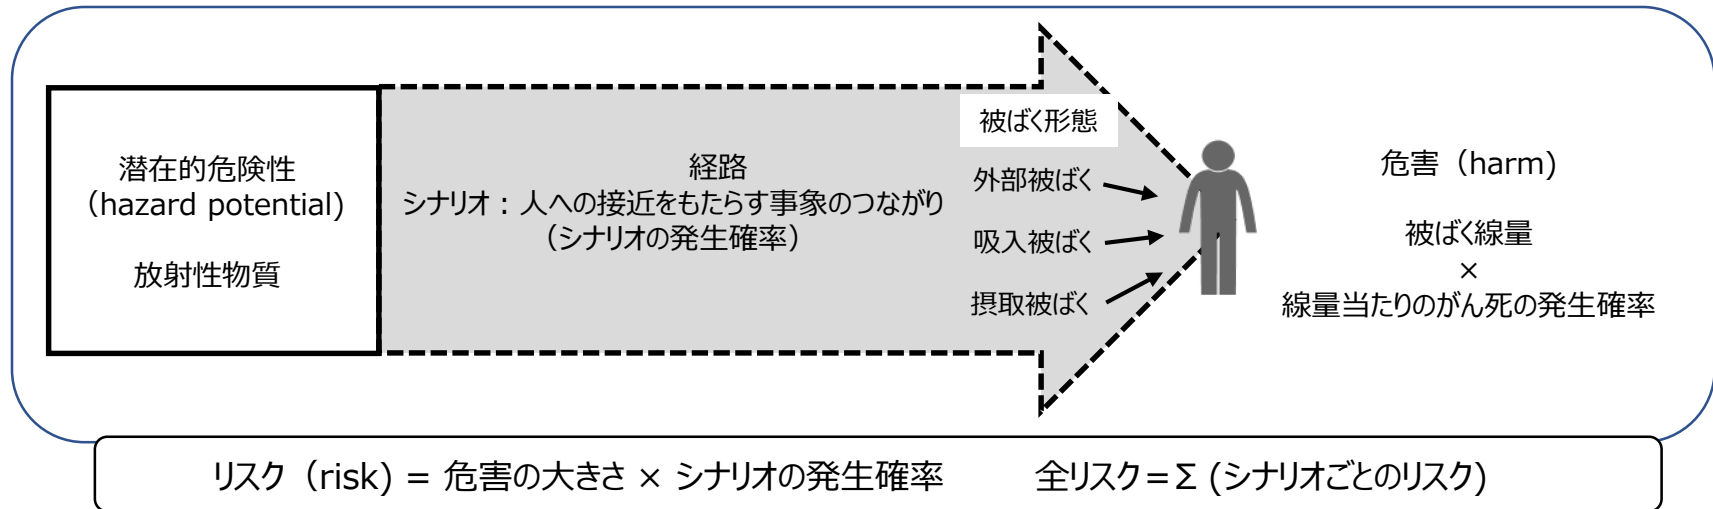 潜在的危険性
（hazard potential)
放射性物質
経路
シナリオ：人への接近をもたらす事象のつながり
（シナリオの発生確率）
被ばく形態
外部被ばく
吸入被ばく
摂取被ばく
危害（harm)
被ばく線量
×
線量当たりのがん死の発生確率
リスク（risk) = 危害の大きさ × シナリオの発生確率　　全リスク＝Σ (シナリオごとのリスク)